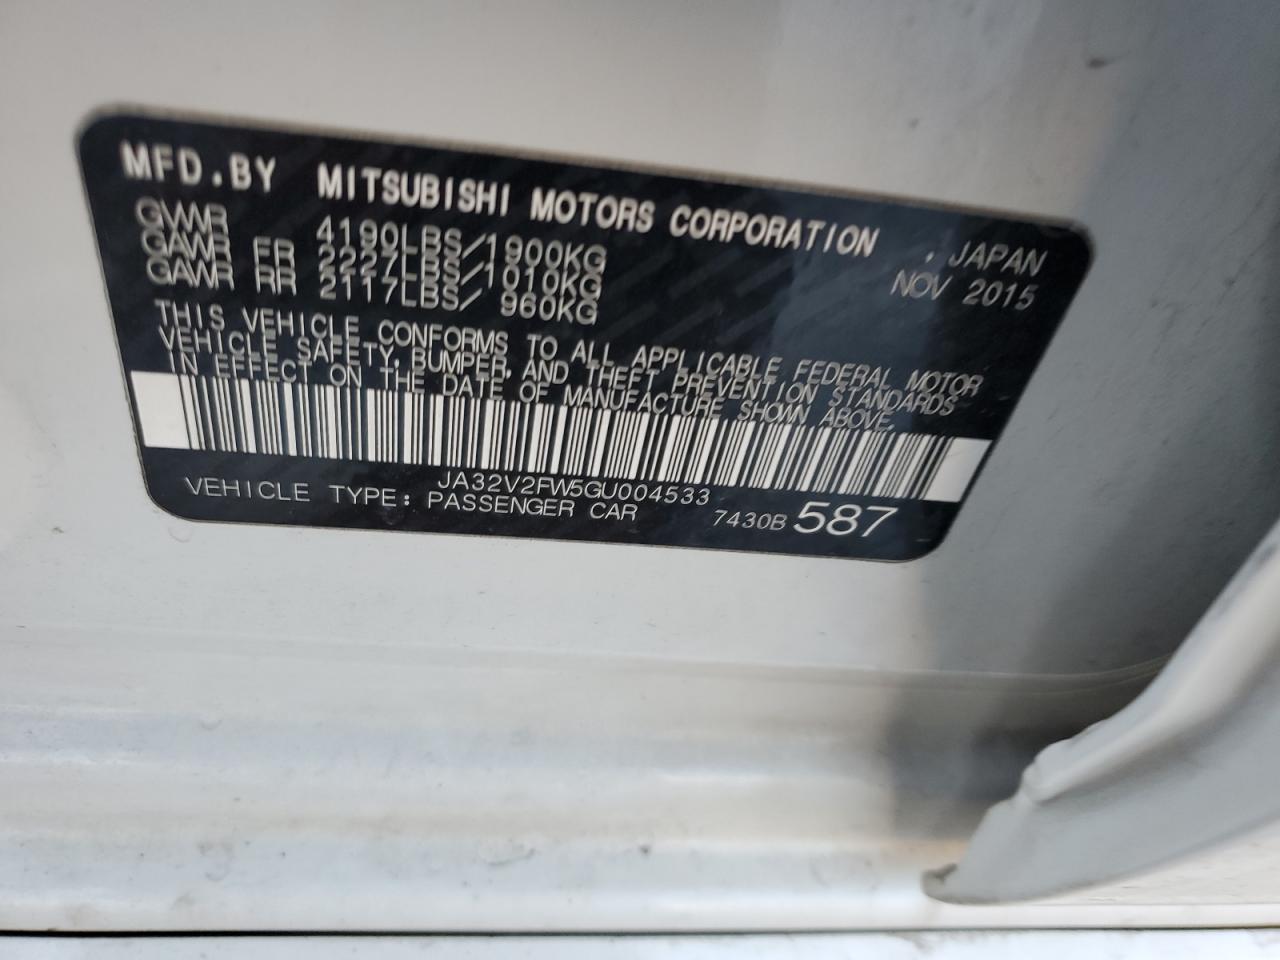 MFD.BY MITSUBISHI MOTORS CORPORATION , JAPAN
GVWR 4190LBS/1900KG NOV 2015
GAWR FR 2227LBS/1010KG
GAWR RR 2117LBS/ 960KG
THIS VEHICLE CONFORMS TO ALL APPLICABLE FEDERAL MOTOR
VEHICLE SAFETY, BUMPER, AND THEFT PREVENTION STANDARDS
IN EFFECT ON THE DATE OF MANUFACTURE SHOWN ABOVE.
JA32V2FW5GU004533
VEHICLE TYPE: PASSENGER CAR 7430B 587